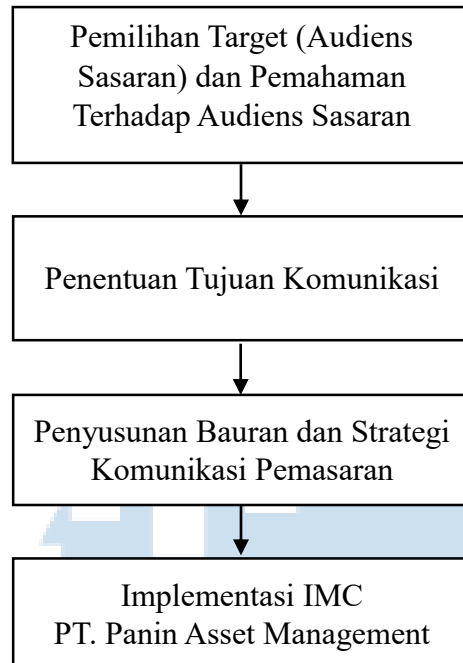 Pemilihan Target (Audiens
Sasaran) dan Pemahaman
Terhadap Audiens Sasaran
Penentuan Tujuan Komunikasi
Penyusunan Bauran dan Strategi
Komunikasi Pemasaran
Implementasi IMC
PT. Panin Asset Management